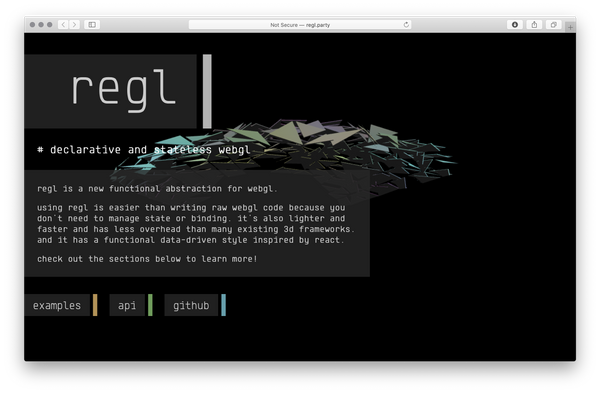 Not Secure — regl.party
regl
# declarative and stateless webgl
regl is a new functional abstraction for webgl.
using regl is easier than writing raw webgl code because you
don't need to manage state or binding. it's also lighter and
faster and has less overhead than many existing 3d frameworks.
and it has a functional data-driven style inspired by react.
check out the sections below to learn more!
examples
api
github